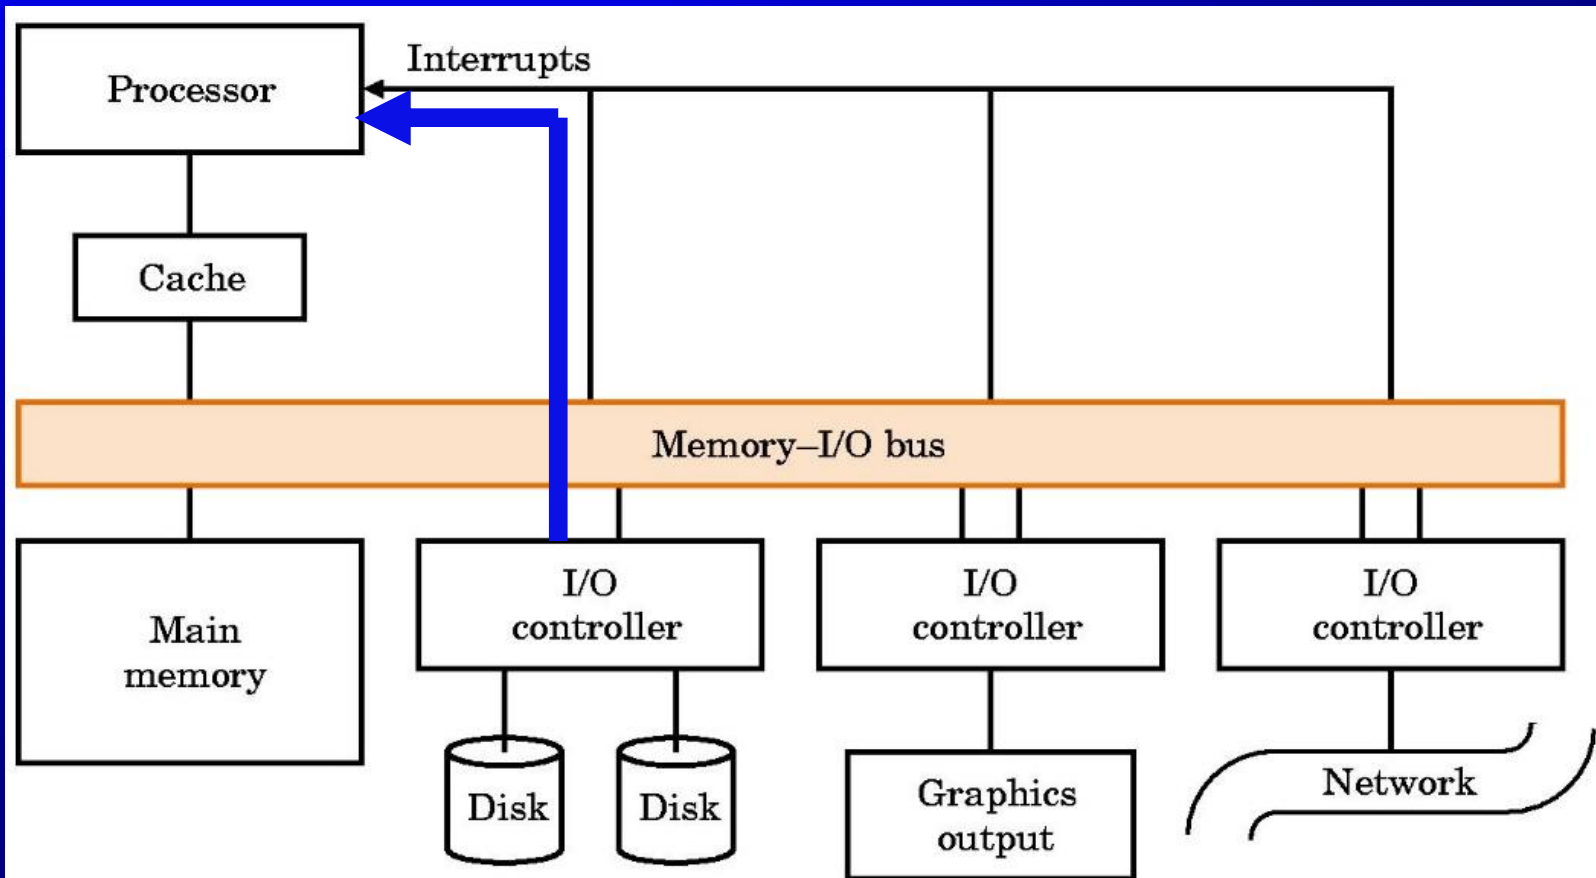 Interrupts
Processor
Cache
Memory–I/O bus
Main
memory
I/O
controller
I/O
controller
I/O
controller
Disk
Disk
Graphics
output
Network